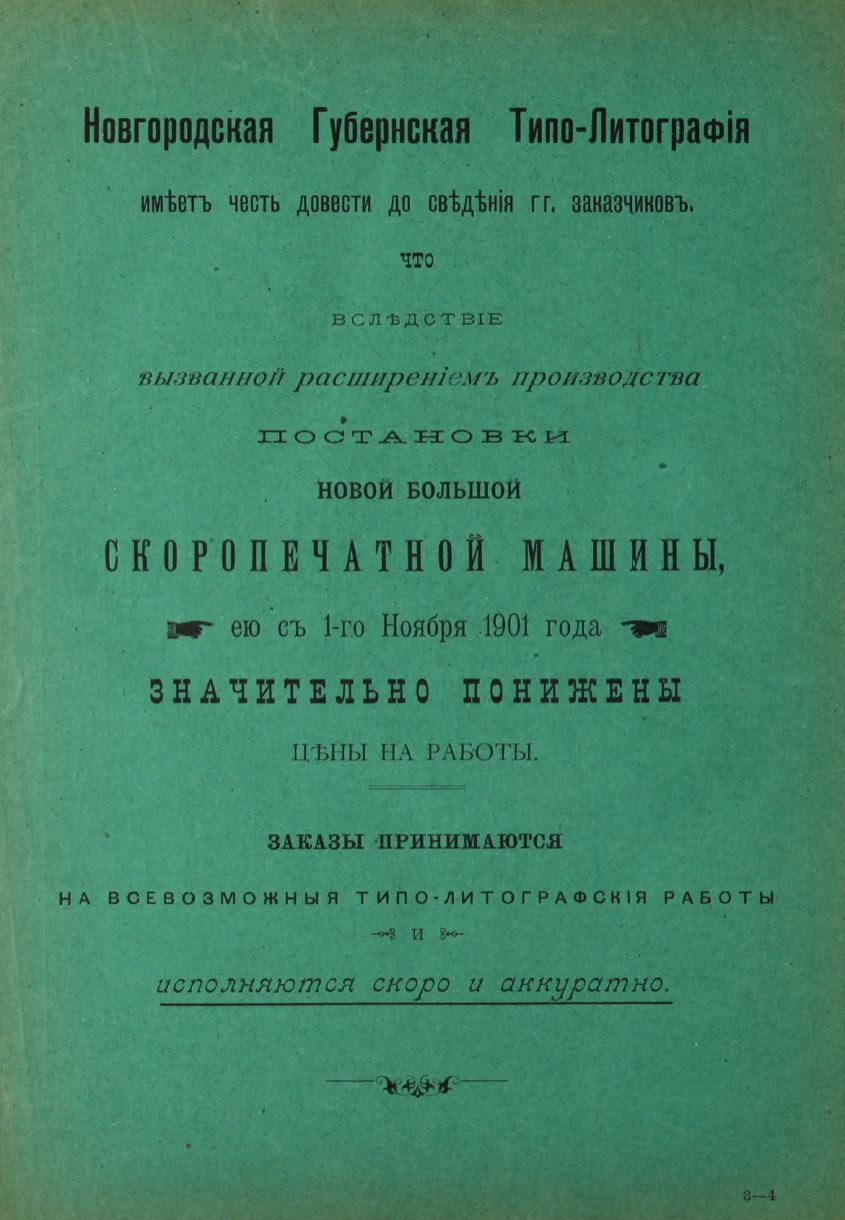 Новгородская Губернская Типо-Литографія
имѣетъ честь довести до свѣдѣнія гг. заказчиковъ.
что
ВСЛѢДСТВІЕ
вызванной расширеніемъ производства
ПОСТАНОВКИ
НОВОЙ БОЛЬШОЙ
СКОРОПЕЧАТНОЙ МАШИНЫ,
ею съ 1-го Ноября 1901 года
ЗНАЧИТЕЛЬНО ПОНИЖЕНЫ
ЦѢНЫ НА РАБОТЫ.
ЗАКАЗЫ ПРИНИМАЮТСЯ
НА ВСЕВОЗМОЖНЫЯ ТИПО-ЛИТОГРАФСКІЯ РАБОТЫ
И
исполняются скоро и аккуратно.
3—4